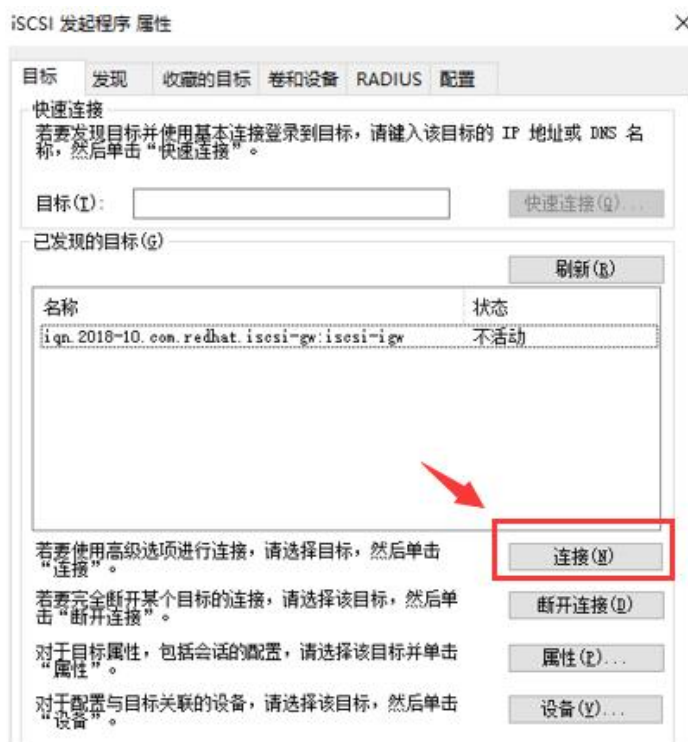 iSCSI 发起程序 属性
目标 发现 收藏的目标 卷和设备 RADIUS 配置
快速连接
若要发现目标并使用基本连接登录到目标，请键入该目标的 IP 地址或 DNS 名
称，然后单击“快速连接”。
目标(T): 快速连接(Q)...
已发现的目标(G)
刷新(R)
名称 状态
iqn.2018-10.com.redhat.iscsi-gw:iscsi-igw 不活动
若要使用高级选项进行连接，请选择目标，然后单击
“连接”。
连接(N)
若要完全断开某个目标的连接，请选择该目标，然后单
击“断开连接”。
断开连接(D)
对于目标属性，包括会话的配置，请选择该目标并单击
“属性”。
属性(P)...
对于配置与目标关联的设备，请选择该目标，然后单击
“设备”。
设备(V)...